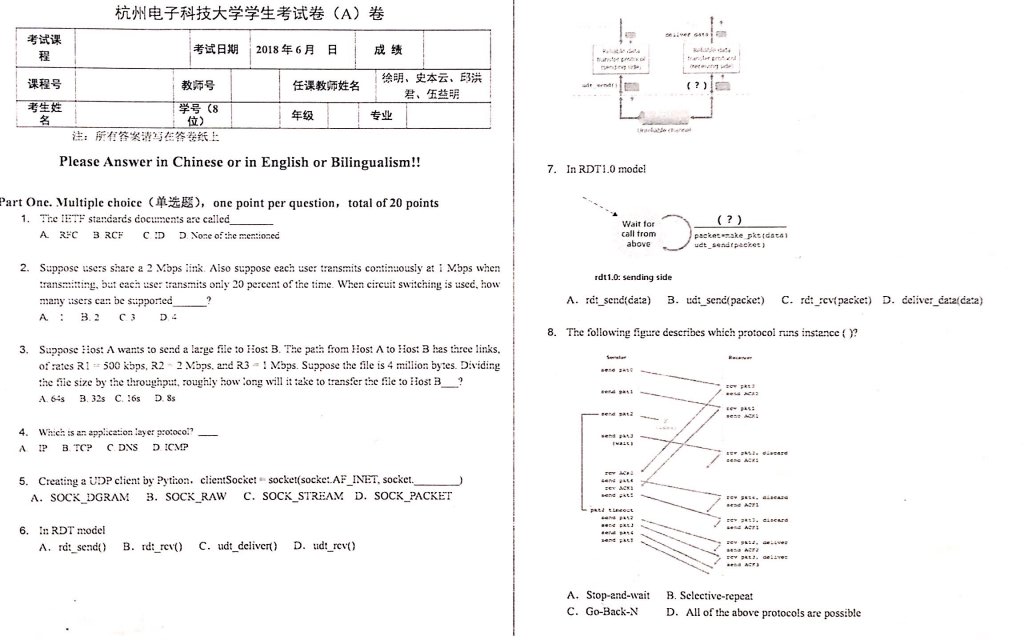 杭州电子科技大学学生考试卷（A）卷
考试课程 考试日期 2018 年 6 月 日 成 绩
课程号 教师号 任课教师姓名 徐明、史本云、邱洪君、伍益明
考生姓名 学号（8位） 年级 专业
注：所有答案请写在答卷纸上
Please Answer in Chinese or in English or Bilingualism!!
Part One. Multiple choice（单选题），one point per question，total of 20 points
1. The IETF standards documents are called________
A. RFC B RCF C ID D. None of the mentioned
2. Suppose users share a 2 Mbps link. Also suppose each user transmits continuously at 1 Mbps when
transmitting, but each user transmits only 20 percent of the time. When circuit switching is used, how
many users can be supported______?
A. 1 B. 2 C 3 D. 4
3. Suppose Host A wants to send a large file to Host B. The path from Host A to Host B has three links,
of rates R1 = 500 kbps, R2 = 2 Mbps, and R3 = 1 Mbps. Suppose the file is 4 million bytes. Dividing
the file size by the throughput, roughly how long will it take to transfer the file to Host B___?
A. 64s B. 32s C. 16s D. 8s
4. Which is an application layer protocol? ___
A IP B. TCP C. DNS D. ICMP
5. Creating a UDP client by Python，clientSocket = socket(socket.AF_INET, socket.________)
A. SOCK_DGRAM B. SOCK_RAW C. SOCK_STREAM D. SOCK_PACKET
6. In RDT model
A. rdt_send() B. rdt_rcv() C. udt_deliver() D. udt_rcv()
deliver data
Reliable data transfer protocol (sending side)
Reliable data transfer protocol (receiving side)
udt_send()
( ? )
Unreliable channel
7. In RDT1.0 model
Wait for call from above
( ? )
packet=make_pkt(data)
udt_send(packet)
rdt1.0: sending side
A. rdt_send(data) B. udt_send(packet) C. rdt_rcv(packet) D. deliver_data(data)
8. The following figure describes which protocol runs instance ( )?
Sender Receiver
send pkt0
rcv pkt0
send ACK0
send pkt1
rcv pkt1
send ACK1
send pkt2
send pkt3
(wait)
rcv pkt3, discard
send ACK1
rcv ACK0
send pkt4
rcv ACK1
send pkt5
rcv pkt4, discard
send ACK1
pkt2 timeout
send pkt2
send pkt3
send pkt4
send pkt5
rcv pkt5, discard
send ACK1
rcv pkt2, deliver
send ACK2
rcv pkt3, deliver
send ACK3
A. Stop-and-wait B. Selective-repeat
C. Go-Back-N D. All of the above protocols are possible